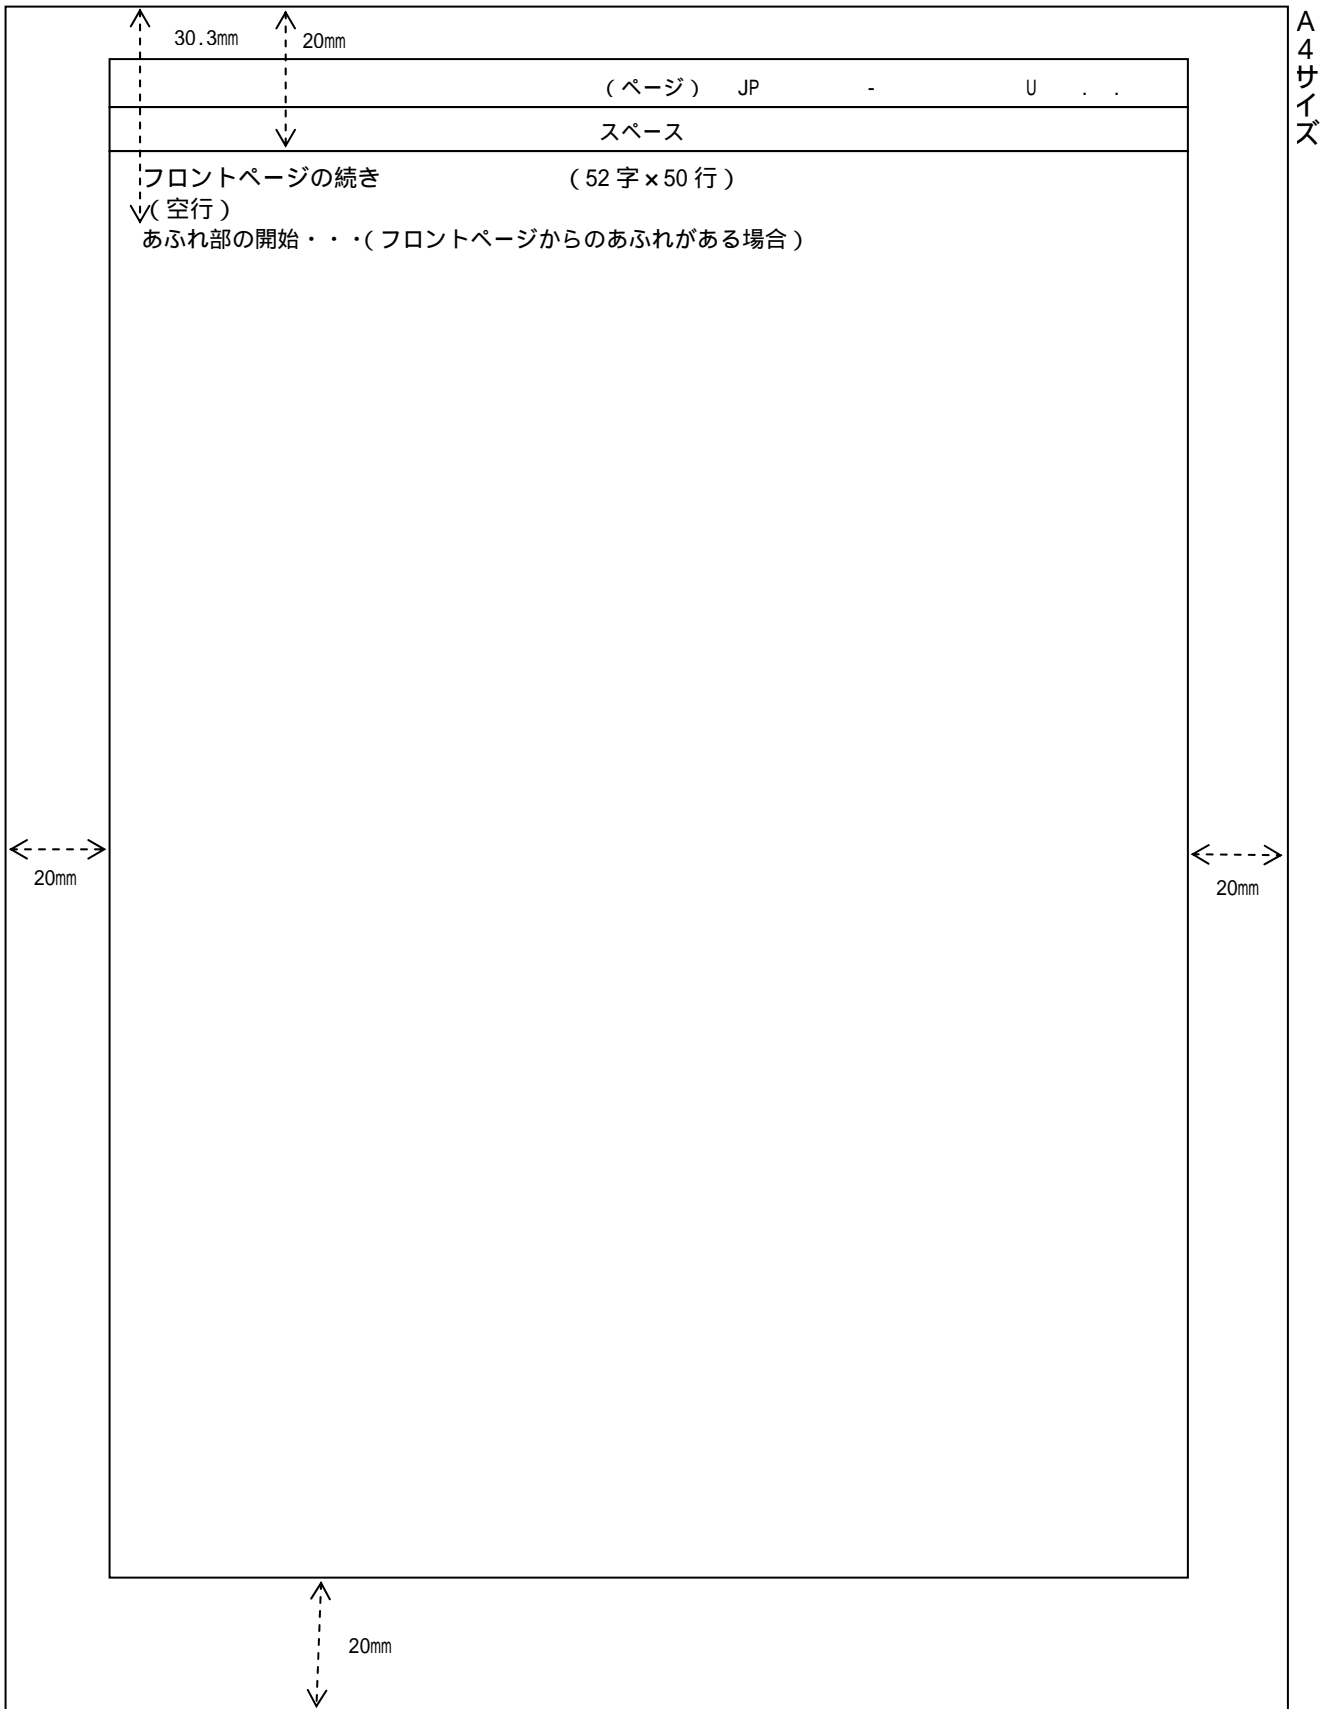 A4サイズ
30.3㎜
20㎜
(ページ) JP - U . .
スペース
フロントページの続き (52字×50行)
(空行)
あふれ部の開始・・・(フロントページからのあふれがある場合)
20㎜
20㎜
20㎜